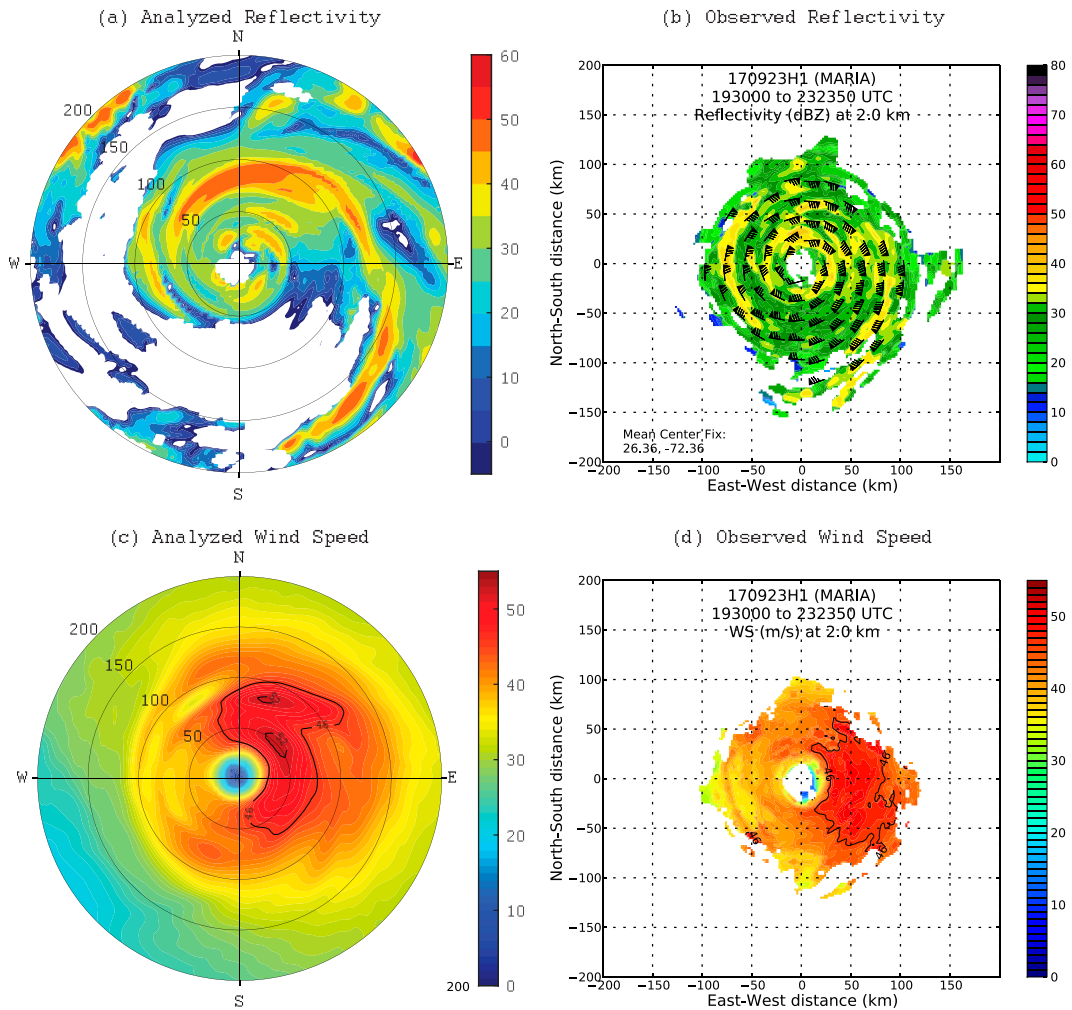 (a) Analyzed Reflectivity
N
200
150
100
50
W
E
S
60
50
40
30
20
10
0
(b) Observed Reflectivity
170923H1 (MARIA)
193000 to 232350 UTC
Reflectivity (dBZ) at 2.0 km
North-South distance (km)
200
150
100
50
0
−50
−100
−150
−200
Mean Center Fix:
26.36, -72.36
−200 −150 −100 −50 0 50 100 150 200
East-West distance (km)
80
70
60
50
40
30
20
10
0
(c) Analyzed Wind Speed
N
200
150
100
50
W
E
S
46
46
50
40
30
20
10
0
200
(d) Observed Wind Speed
170923H1 (MARIA)
193000 to 232350 UTC
WS (m/s) at 2.0 km
North-South distance (km)
200
150
100
50
0
−50
−100
−150
−200
46
46
46
46
−200 −150 −100 −50 0 50 100 150 200
East-West distance (km)
50
40
30
20
10
0